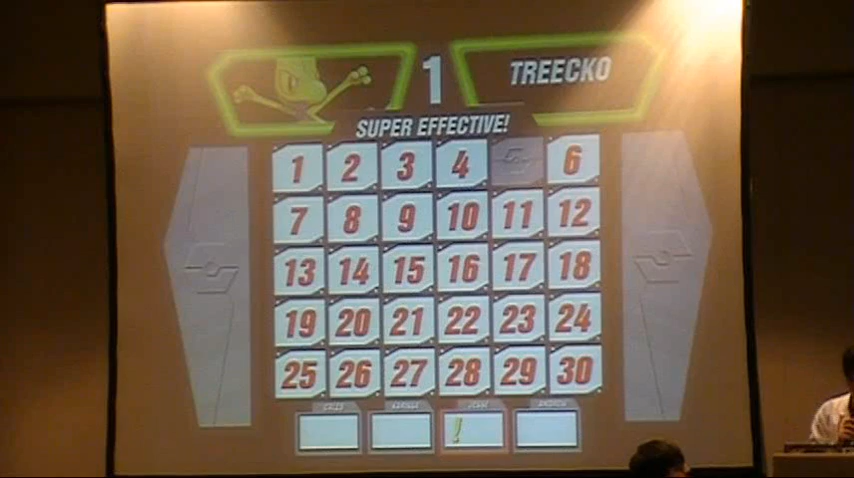 1 TREECKO
SUPER EFFECTIVE!
1 2 3 4 6
7 8 9 10 11 12
13 14 15 16 17 18
19 20 21 22 23 24
25 26 27 28 29 30
!